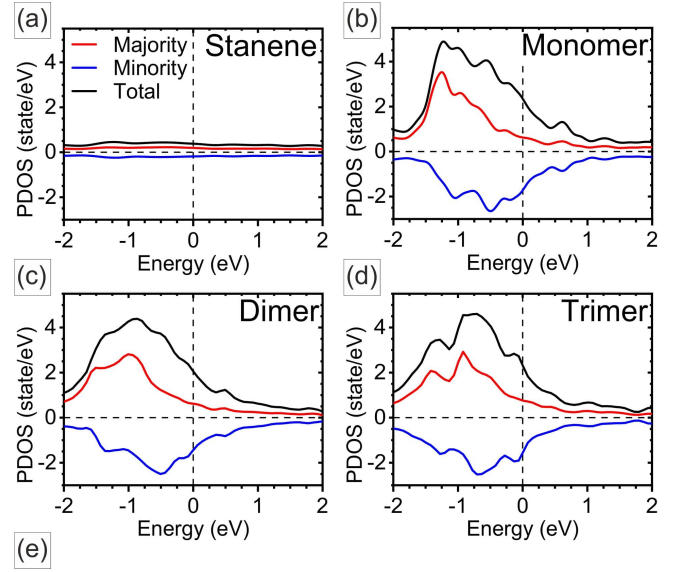 (a)
Stanene
Majority
Minority
Total
PDOS (state/eV)
4
2
0
-2
-2 -1 0 1 2
Energy (eV)
(b)
Monomer
PDOS (state/eV)
4
2
0
-2
-2 -1 0 1 2
Energy (eV)
(c)
Dimer
PDOS (state/eV)
4
2
0
-2
-2 -1 0 1 2
Energy (eV)
(d)
Trimer
PDOS (state/eV)
4
2
0
-2
-2 -1 0 1 2
Energy (eV)
(e)